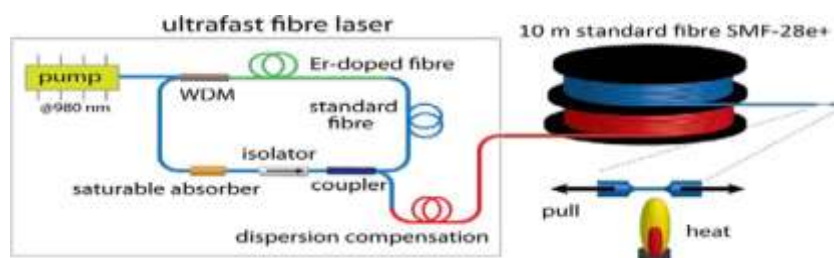 ultrafast fibre laser
10 m standard fibre SMF-28e+
pump
@980 nm
WDM
Er-doped fibre
standard
fibre
isolator
saturable absorber
coupler
dispersion compensation
pull
heat